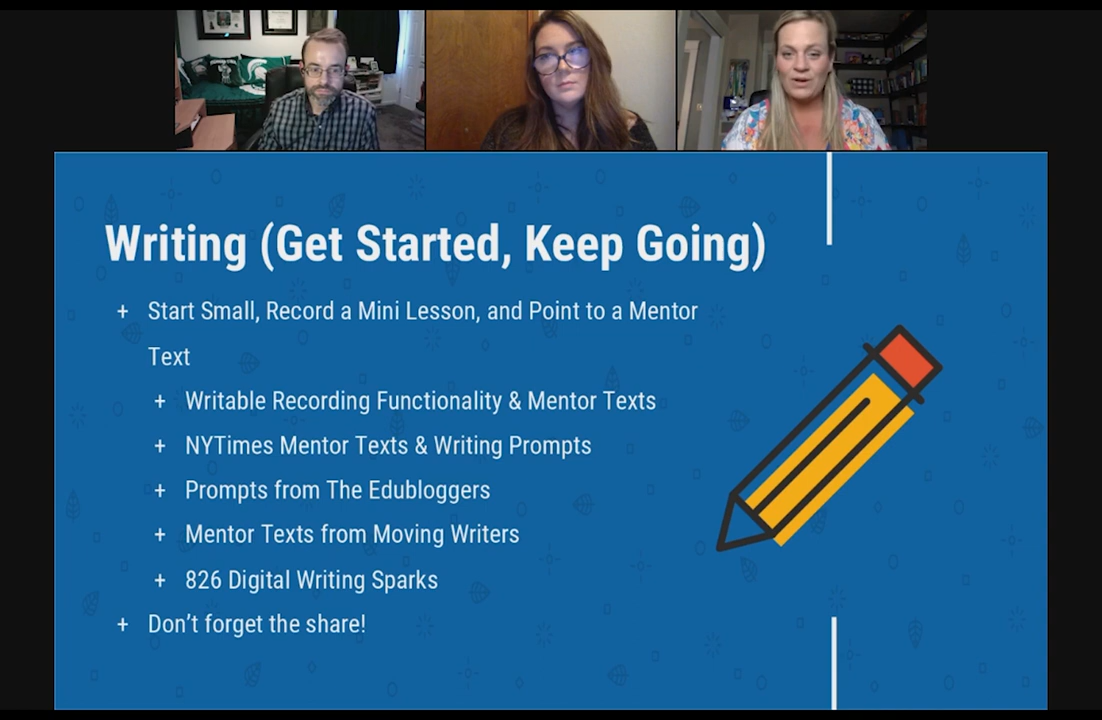 Writing (Get Started, Keep Going)
+ Start Small, Record a Mini Lesson, and Point to a Mentor
Text
+ Writable Recording Functionality & Mentor Texts
+ NYTimes Mentor Texts & Writing Prompts
+ Prompts from The Edubloggers
+ Mentor Texts from Moving Writers
+ 826 Digital Writing Sparks
+ Don’t forget the share!